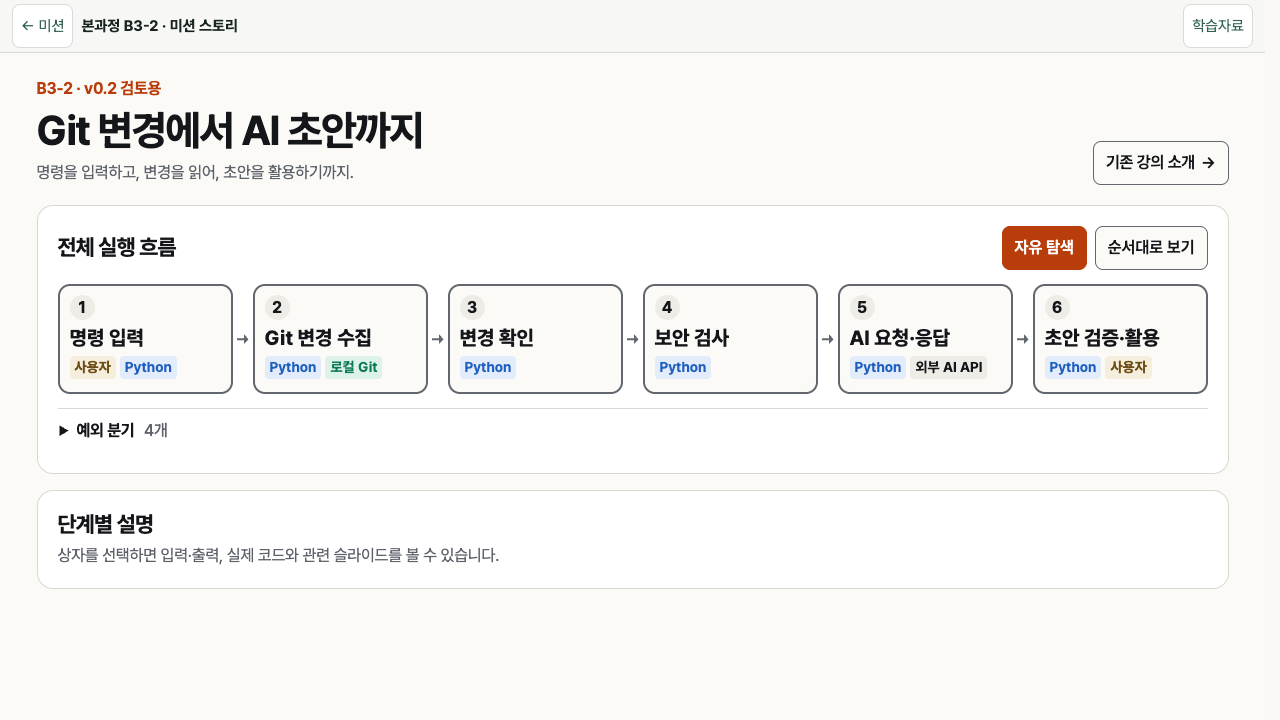 ← 미션 본과정 B3-2 · 미션 스토리 학습자료
B3-2 · v0.2 검토용
Git 변경에서 AI 초안까지
명령을 입력하고, 변경을 읽어, 초안을 활용하기까지.
기존 강의 소개 →
전체 실행 흐름
자유 탐색 순서대로 보기
1
명령 입력
사용자 Python
→
2
Git 변경 수집
Python 로컬 Git
→
3
변경 확인
Python
→
4
보안 검사
Python
→
5
AI 요청·응답
Python 외부 AI API
→
6
초안 검증·활용
Python 사용자
▶ 예외 분기 4개
단계별 설명
상자를 선택하면 입력·출력, 실제 코드와 관련 슬라이드를 볼 수 있습니다.